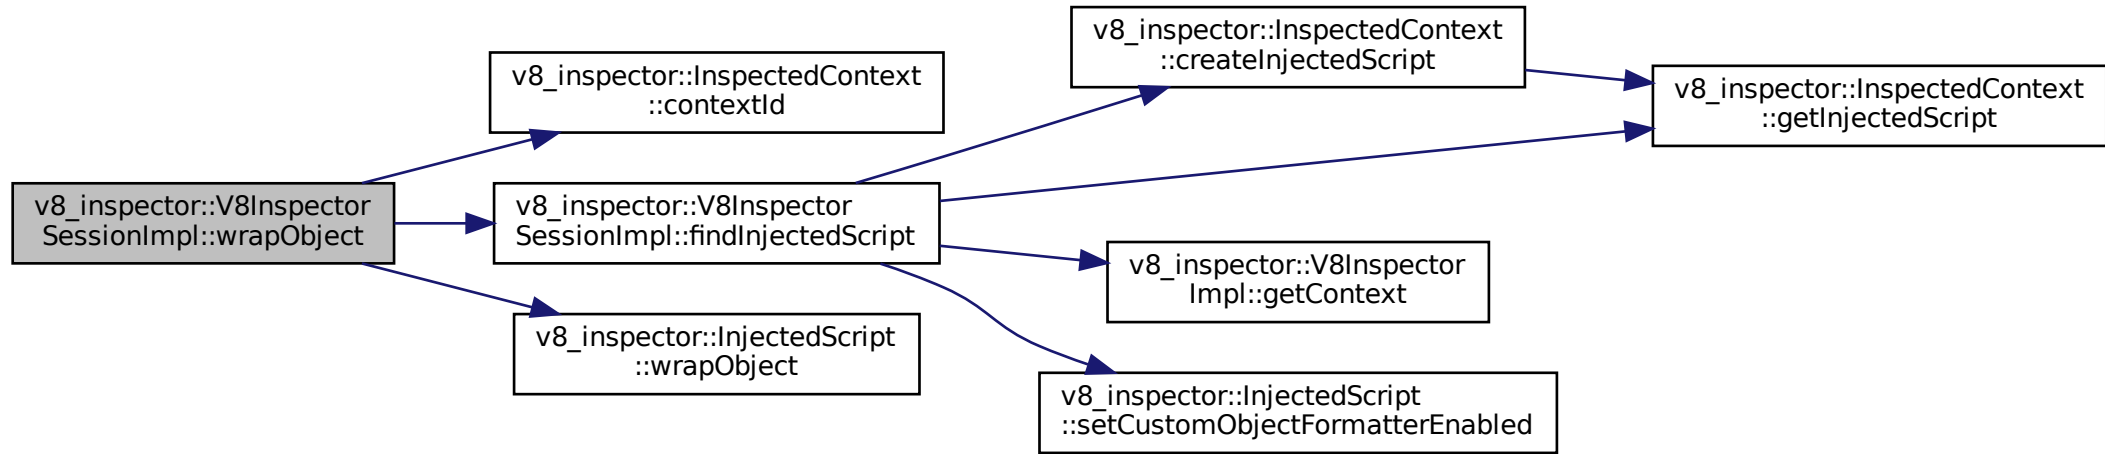 v8_inspector::V8Inspector
SessionImpl::wrapObject
v8_inspector::InspectedContext
::contextId
v8_inspector::V8Inspector
SessionImpl::findInjectedScript
v8_inspector::InjectedScript
::wrapObject
v8_inspector::InspectedContext
::createInjectedScript
v8_inspector::InspectedContext
::getInjectedScript
v8_inspector::V8Inspector
Impl::getContext
v8_inspector::InjectedScript
::setCustomObjectFormatterEnabled